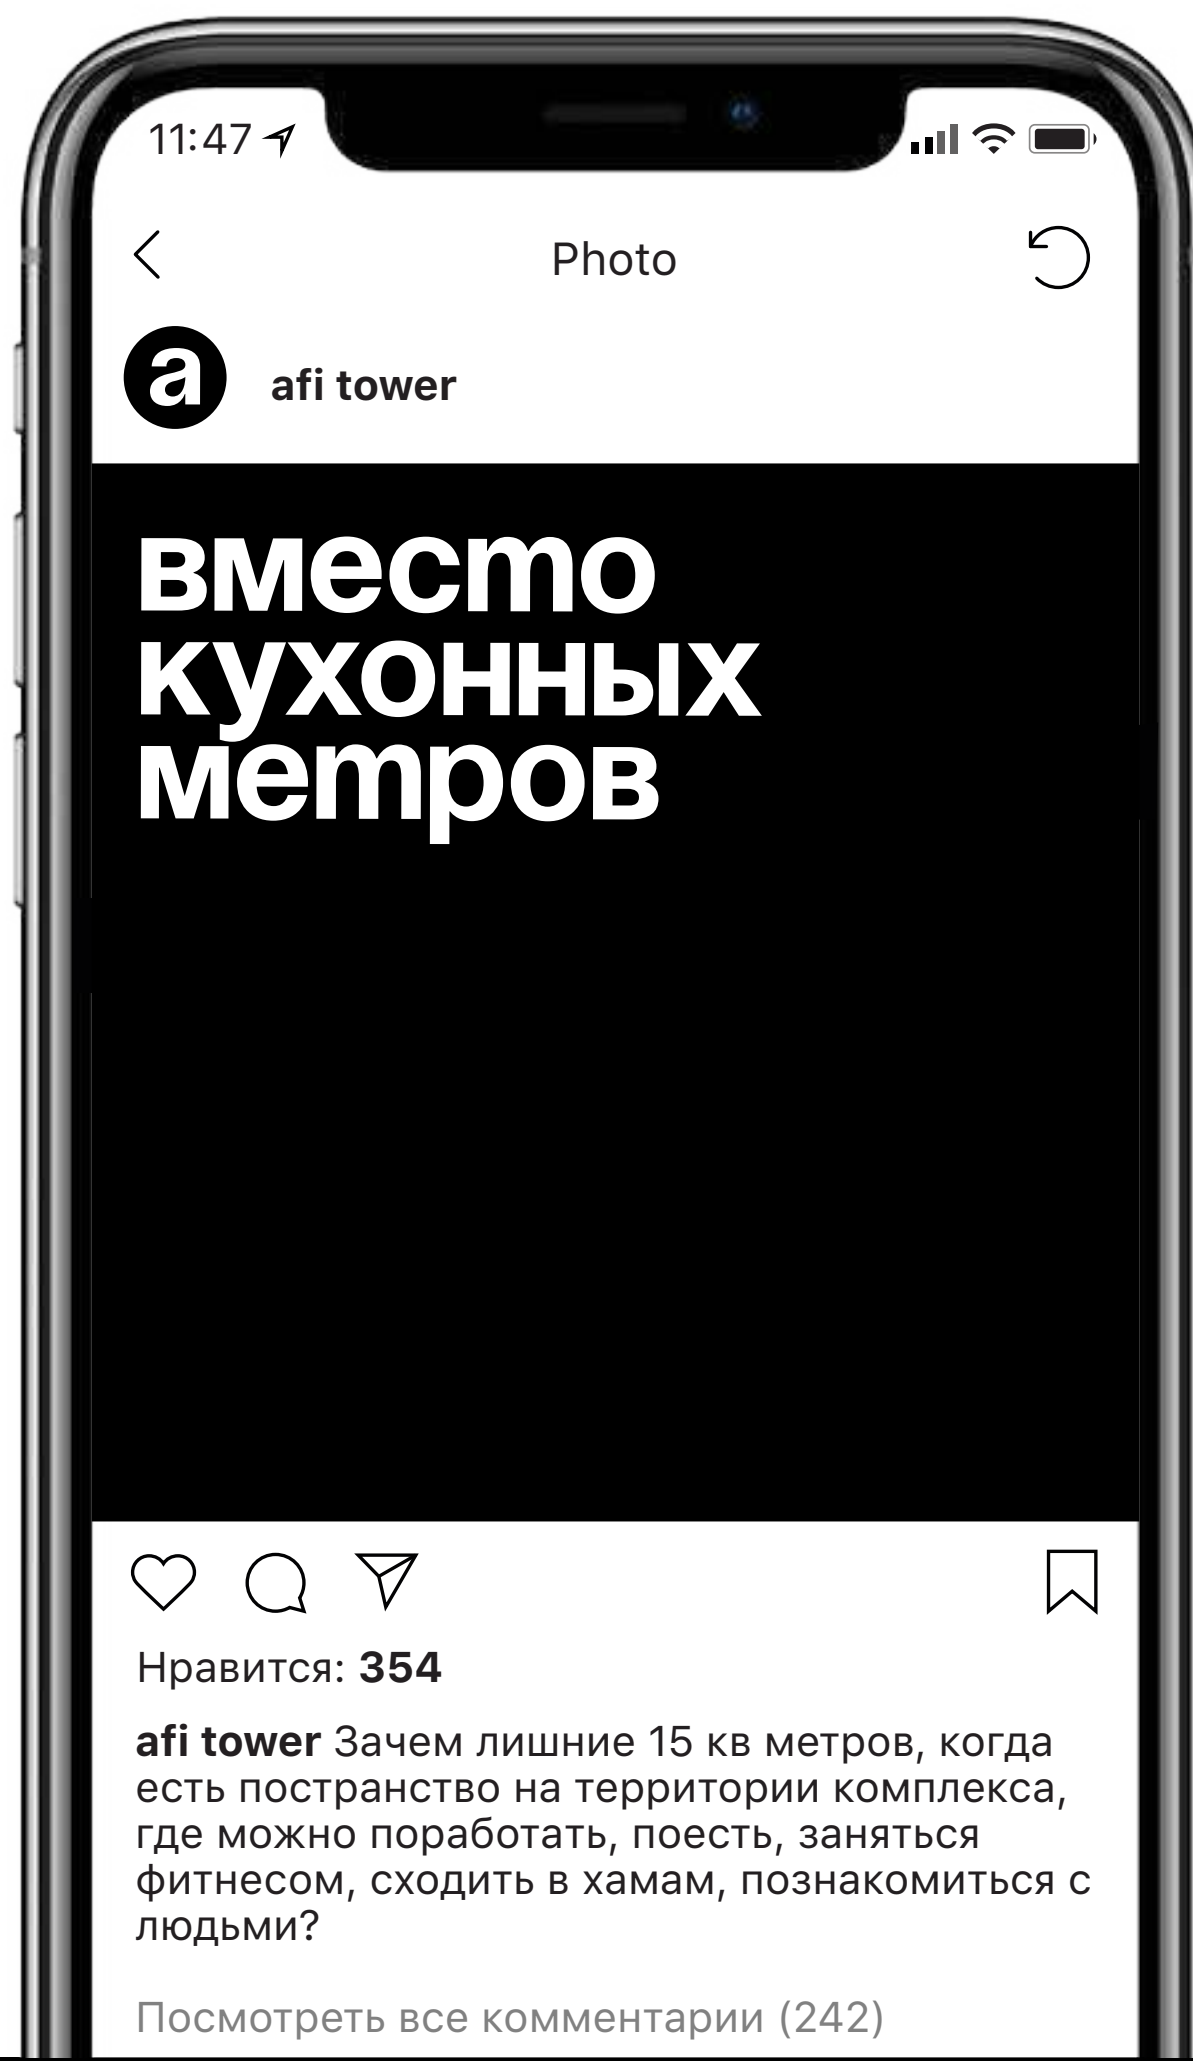 11:47
Photo
a
afi tower
вместо
кухонных
метров
Нравится: 354
afi tower Зачем лишние 15 кв метров, когда
есть постранство на территории комплекса,
где можно поработать, поесть, заняться
фитнесом, сходить в хамам, познакомиться с
людьми?
Посмотреть все комментарии (242)